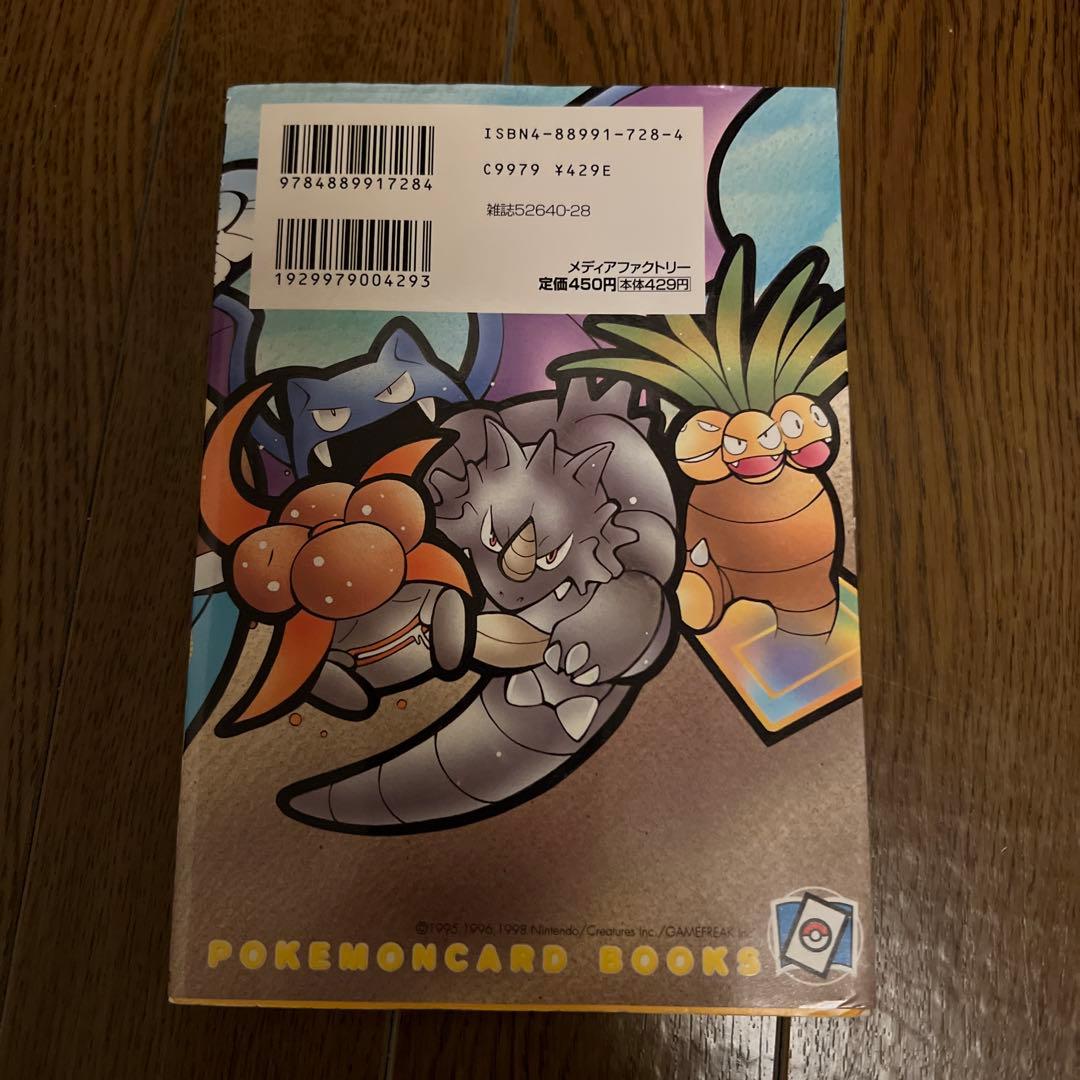 ISBN4-88991-728-4
9784889917284
C9979 ¥429E
雑誌52640-28
1929979004293
メディアファクトリー
定価450円 本体429円
©1995,1996,1998 Nintendo/Creatures Inc./GAMEFREAK Inc.
POKEMONCARD BOOKS